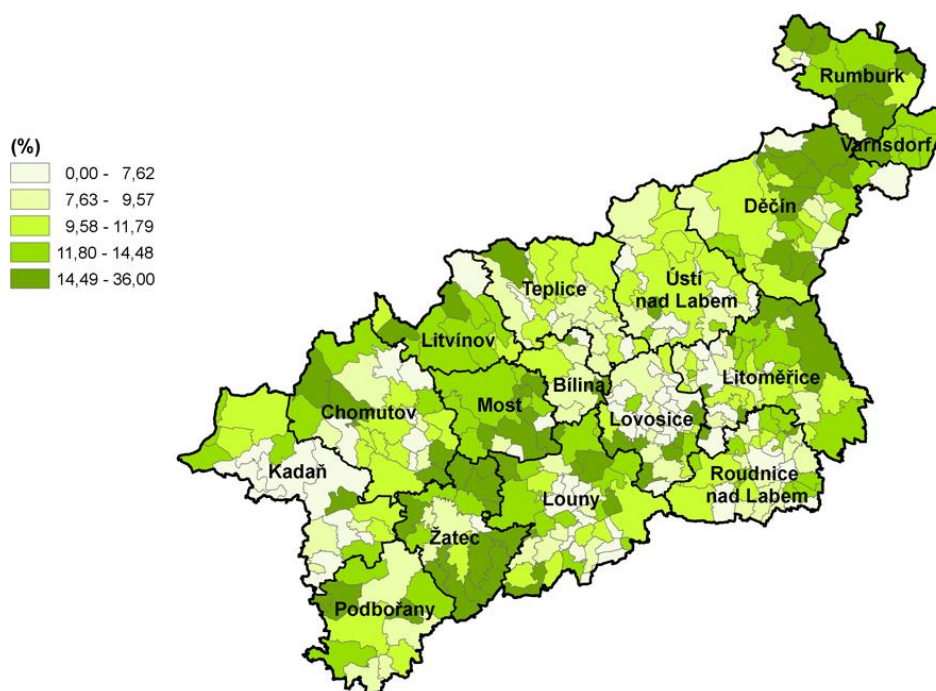 Rumburk
Varnsdorf
(%)
0,00 - 7,62
7,63 - 9,57
9,58 - 11,79
11,80 - 14,48
14,49 - 36,00
Děčín
Teplice
Ústí
nad Labem
Litvínov
Bílina
Litoměřice
Chomutov
Most
Lovosice
Kadaň
Roudnice
nad Labem
Louny
Žatec
Podbořany